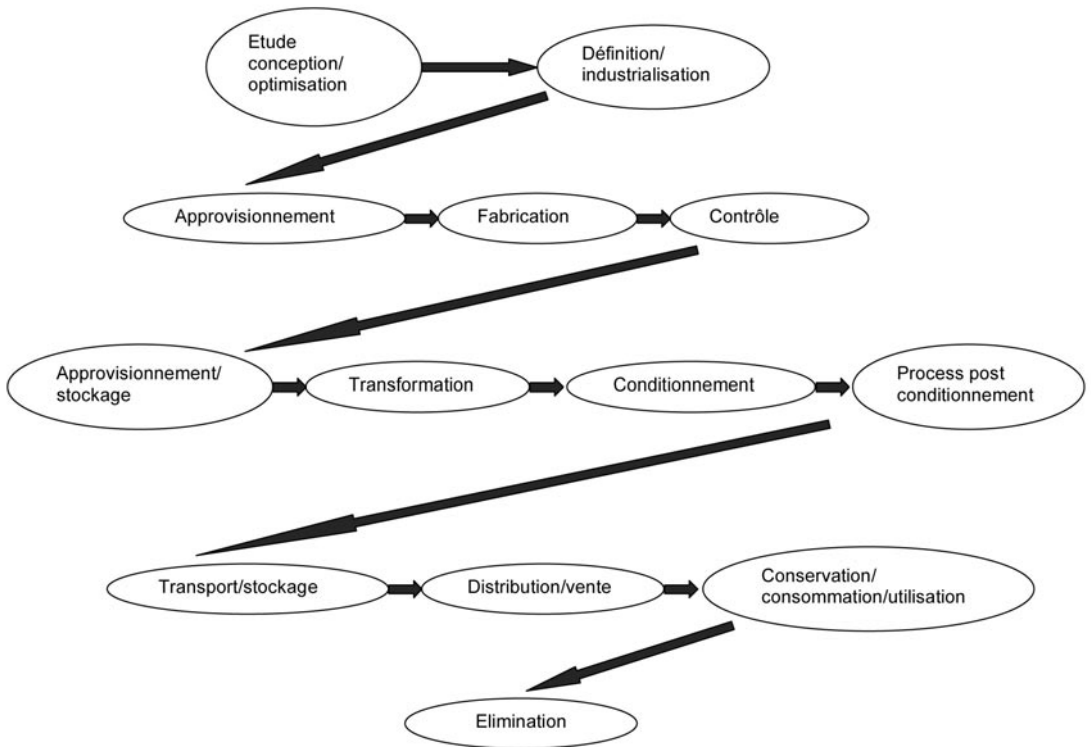 Etude
conception/
optimisation
Définition/
industrialisation
Approvisionnement
Fabrication
Contrôle
Approvisionnement/
stockage
Transformation
Conditionnement
Process post
conditionnement
Transport/stockage
Distribution/vente
Conservation/
consommation/utilisation
Elimination